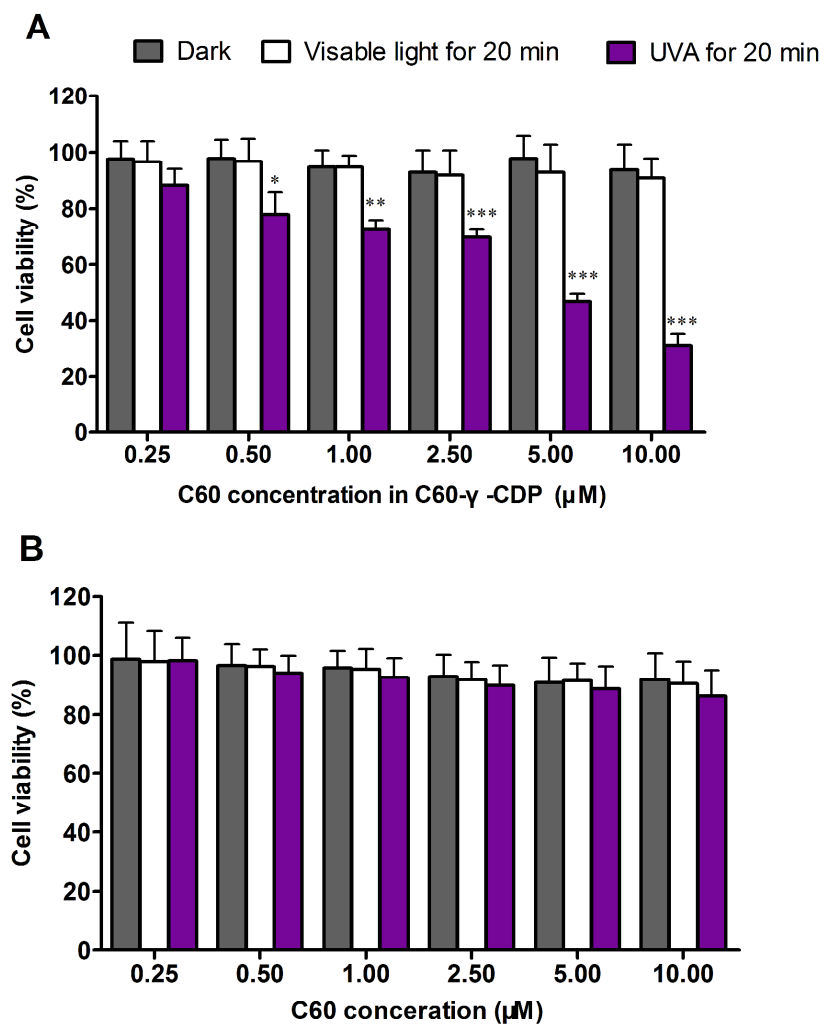 A
Dark Visable light for 20 min UVA for 20 min
120
100
80
60
40
20
0
Cell viability (%)
*
**
***
***
***
0.25 0.50 1.00 2.50 5.00 10.00
C60 concentration in C60-γ -CDP (µM)
B
120
100
80
60
40
20
0
Cell viability (%)
0.25 0.50 1.00 2.50 5.00 10.00
C60 conceration (µM)